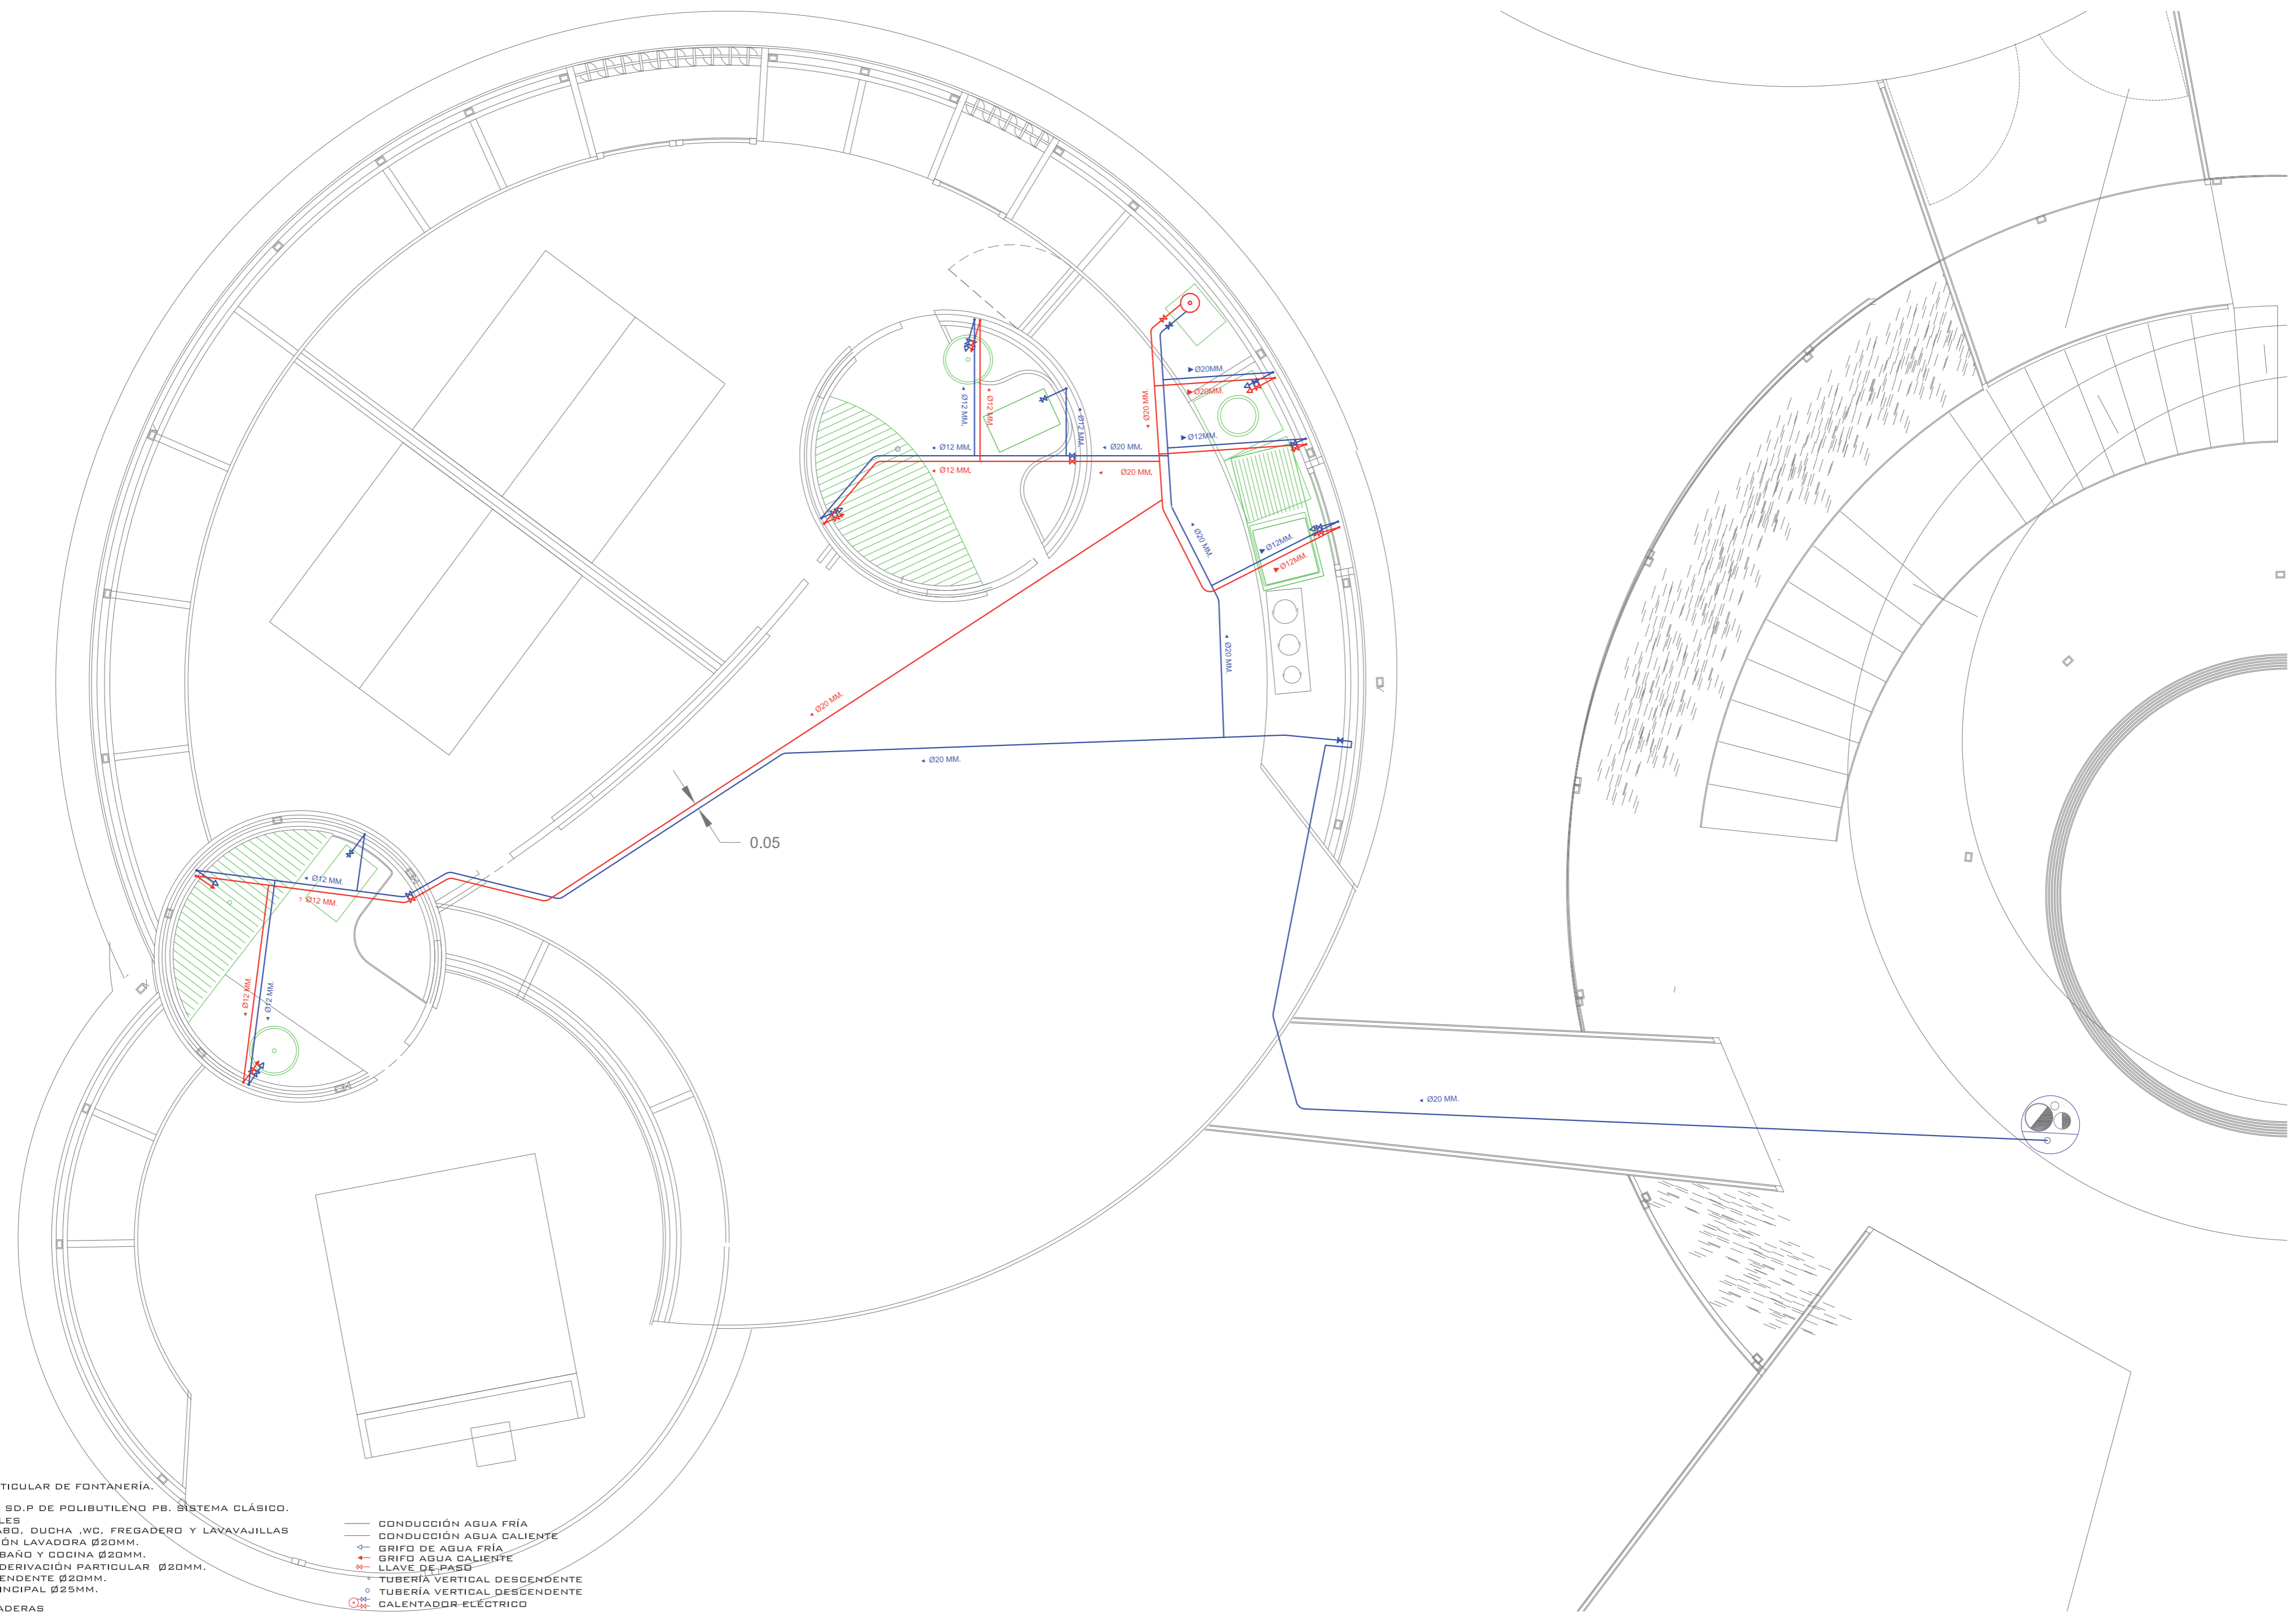 Ø20MM.
Ø20MM.
Ø20 MM.
Ø12 MM.
Ø12 MM.
Ø12 MM.
Ø12MM.
Ø12 MM.
Ø20 MM.
Ø12 MM.
Ø20 MM.
Ø20 MM.
Ø12MM.
Ø12MM.
Ø20 MM.
Ø20 MM.
Ø20 MM.
0.05
Ø12 MM.
Ø12 MM.
Ø12 MM.
Ø12 MM.
Ø20 MM.
TICULAR DE FONTANERÍA.
SD.P DE POLIBUTILENO PB. SISTEMA CLÁSICO.
LES
ABO, DUCHA ,WC, FREGADERO Y LAVAVAJILLAS
ÓN LAVADORA Ø20MM.
BAÑO Y COCINA Ø20MM.
DERIVACIÓN PARTICULAR Ø20MM.
ENDENTE Ø20MM.
INCIPAL Ø25MM.
ADERAS
CONDUCCIÓN AGUA FRÍA
CONDUCCIÓN AGUA CALIENTE
GRIFO DE AGUA FRÍA
GRIFO AGUA CALIENTE
LLAVE DE PASO
TUBERÍA VERTICAL DESCENDENTE
TUBERÍA VERTICAL DESCENDENTE
CALENTADOR ELÉCTRICO